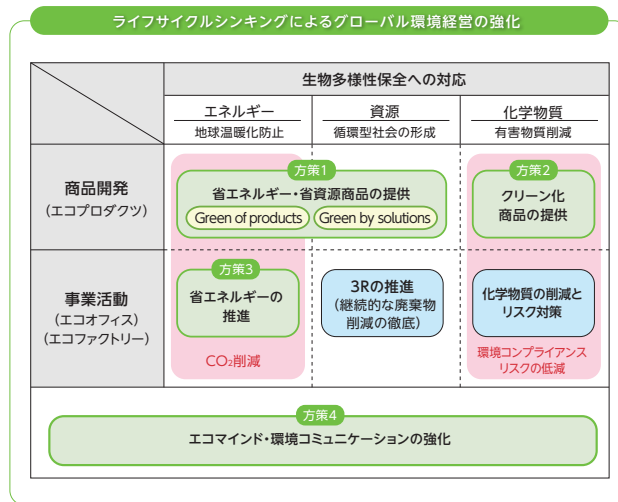 ライフサイクルシンキングによるグローバル環境経営の強化
生物多様性保全への対応
エネルギー
地球温暖化防止
資源
循環型社会の形成
化学物質
有害物質削減
商品開発
(エコプロダクツ)
方策1
省エネルギー・省資源商品の提供
Green of products
Green by solutions
方策2
クリーン化
商品の提供
事業活動
(エコオフィス)
(エコファクトリー)
方策3
省エネルギーの
推進
CO₂削減
3Rの推進
(継続的な廃棄物
削減の徹底)
化学物質の削減と
リスク対策
環境コンプライアンス
リスクの低減
方策4
エコマインド・環境コミュニケーションの強化